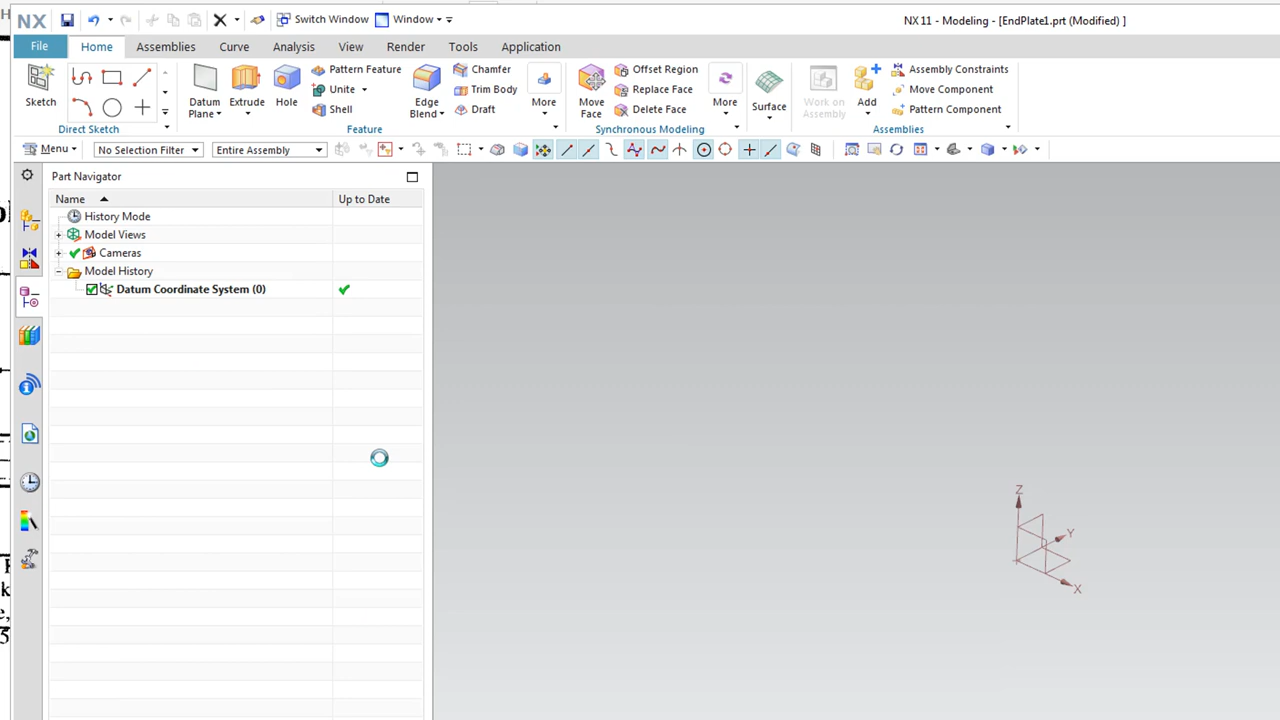 NX Switch Window Window NX 11 - Modeling - [EndPlate1.prt (Modified) ]
File Home Assemblies Curve Analysis View Render Tools Application
Sketch Direct Sketch
Datum Plane Extrude Hole Pattern Feature Unite Shell Edge Blend Chamfer Trim Body Draft More Feature
Move Face Offset Region Replace Face Delete Face More Synchronous Modeling
Surface
Work on Assembly Add Assembly Constraints Move Component Pattern Component Assemblies
Menu No Selection Filter Entire Assembly
Part Navigator
Name Up to Date
History Mode
Model Views
Cameras
Model History
Datum Coordinate System (0)
Z
Y
X